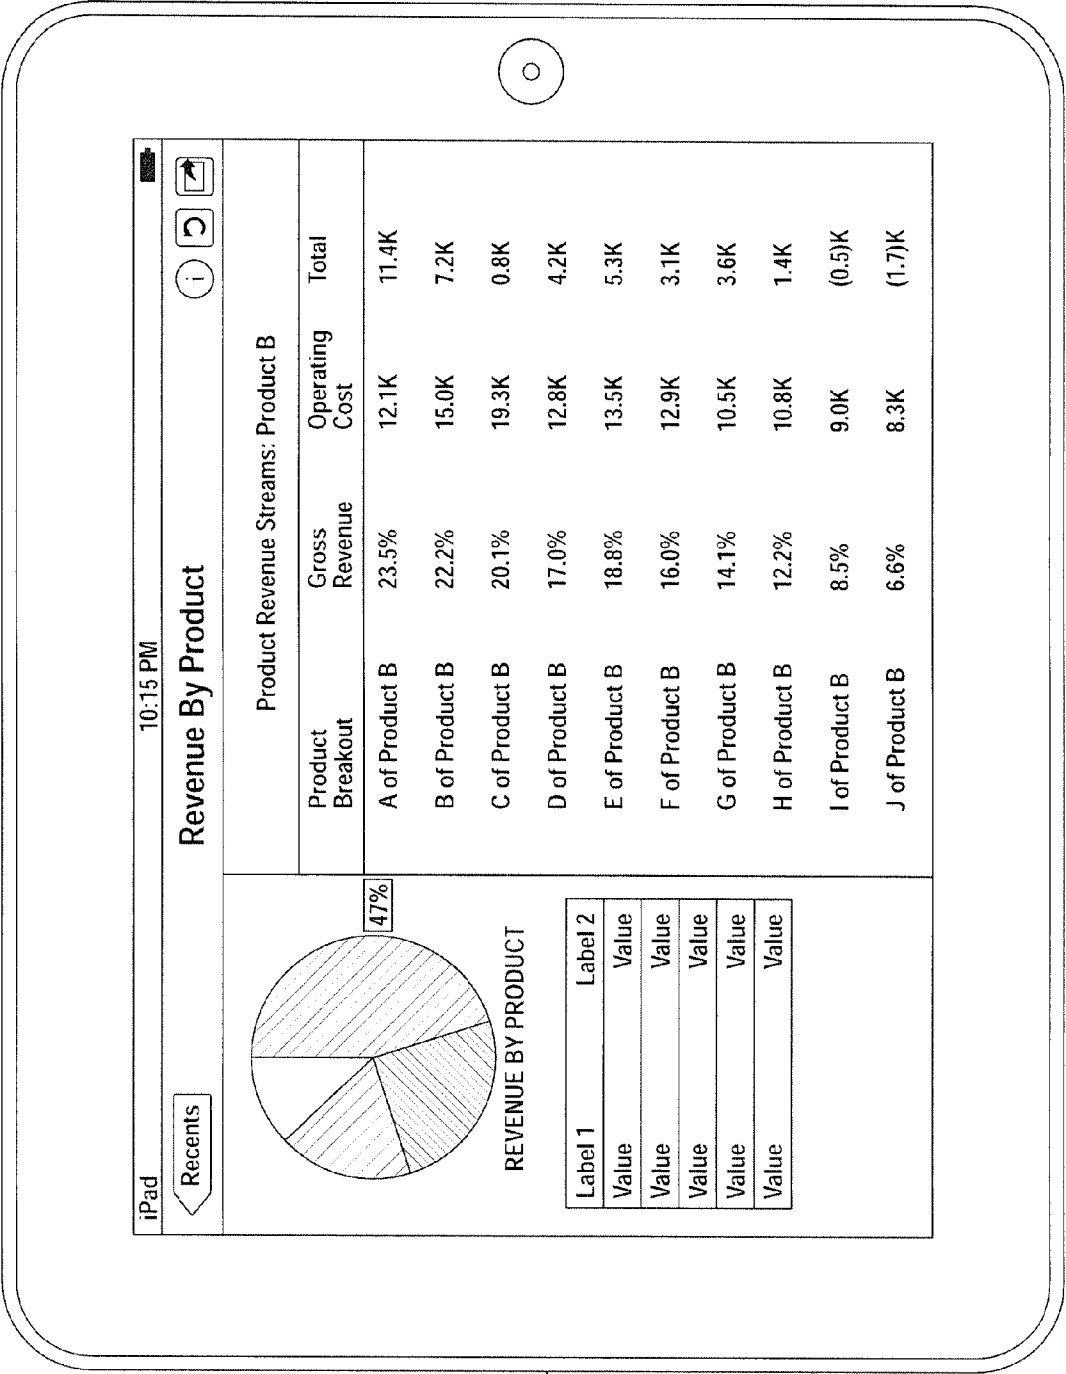 iPad 10:15 PM
Recents Revenue By Product i
47%
REVENUE BY PRODUCT
Label 1 Label 2
Value Value
Value Value
Value Value
Value Value
Value Value
Product Revenue Streams: Product B
Product Breakout Gross Revenue Operating Cost Total
A of Product B 23.5% 12.1K 11.4K
B of Product B 22.2% 15.0K 7.2K
C of Product B 20.1% 19.3K 0.8K
D of Product B 17.0% 12.8K 4.2K
E of Product B 18.8% 13.5K 5.3K
F of Product B 16.0% 12.9K 3.1K
G of Product B 14.1% 10.5K 3.6K
H of Product B 12.2% 10.8K 1.4K
I of Product B 8.5% 9.0K (0.5)K
J of Product B 6.6% 8.3K (1.7)K